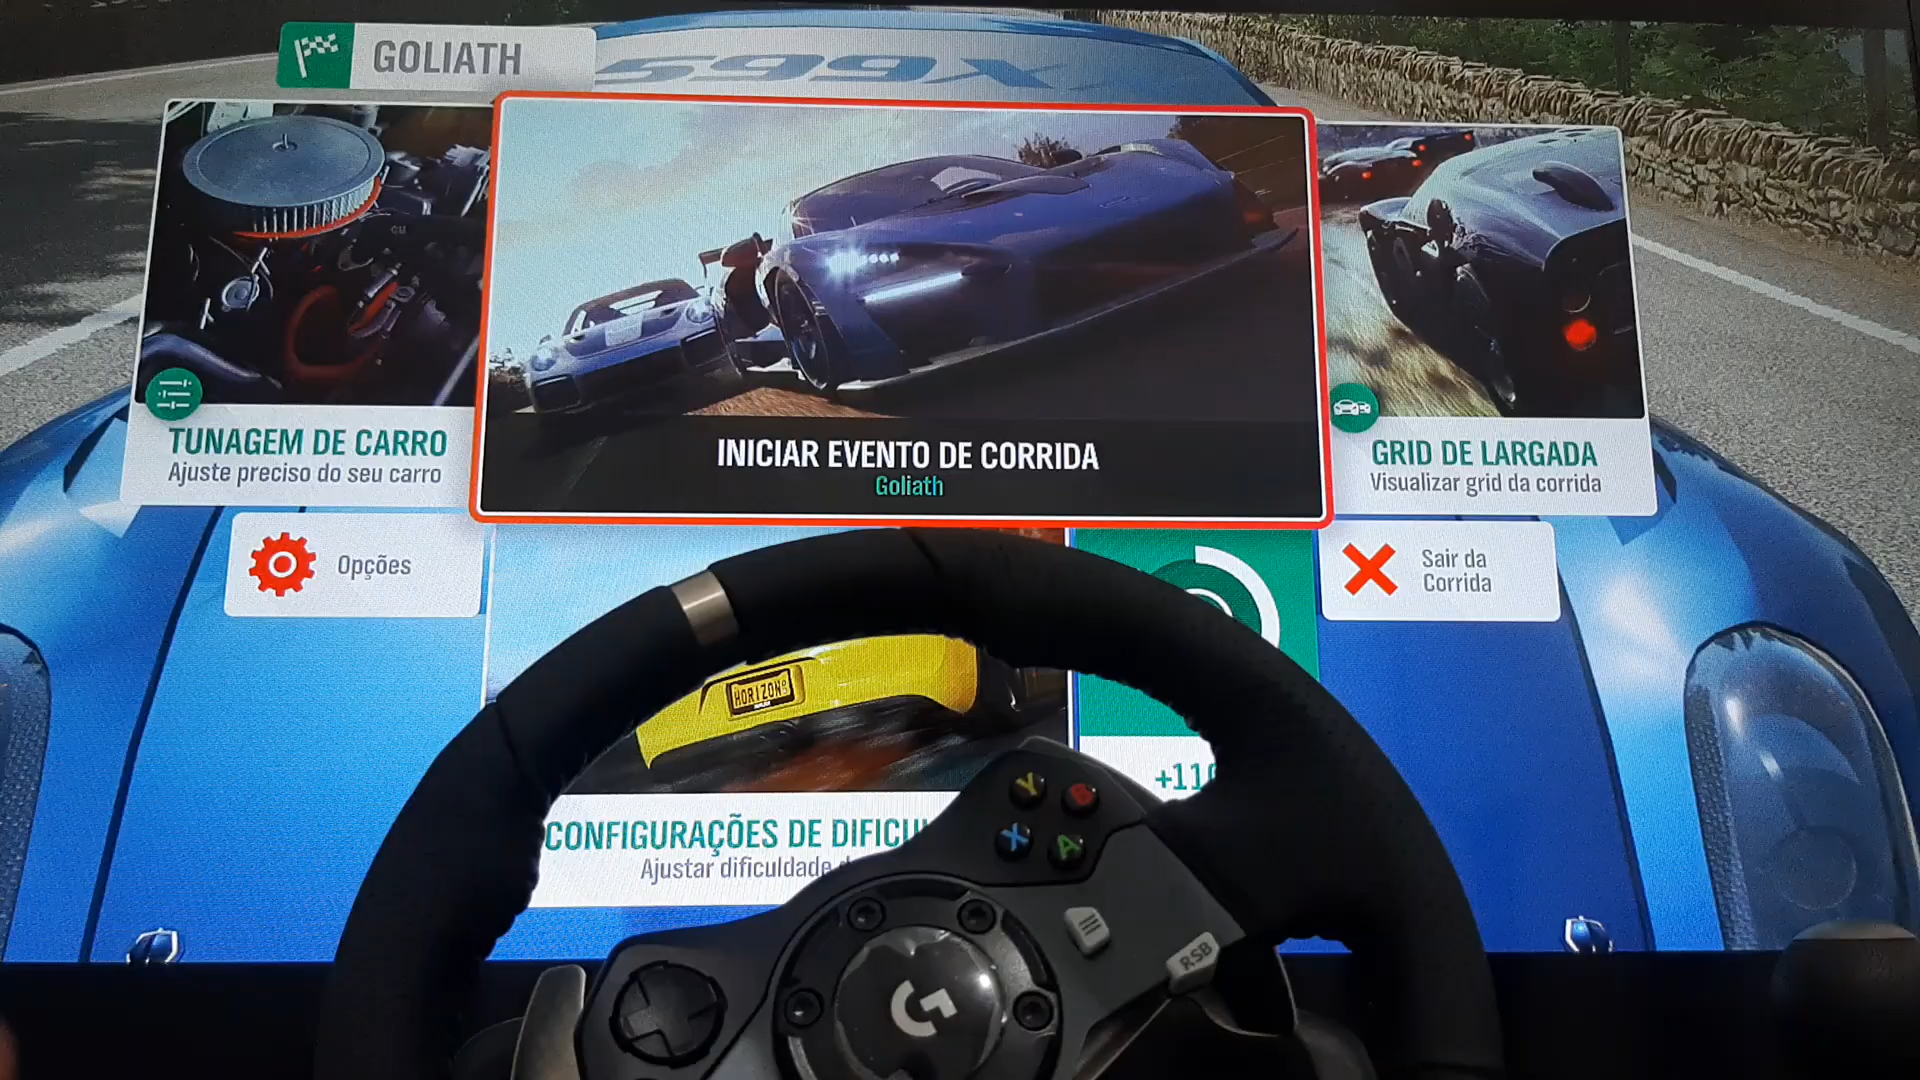 GOLIATH
599X
TUNAGEM DE CARRO
Ajuste preciso do seu carro
INICIAR EVENTO DE CORRIDA
Goliath
GRID DE LARGADA
Visualizar grid da corrida
Opções
Sair da
Corrida
HORIZON
CONFIGURAÇÕES DE
Ajustar dificuldade
Y
B
X
A
RSB
G